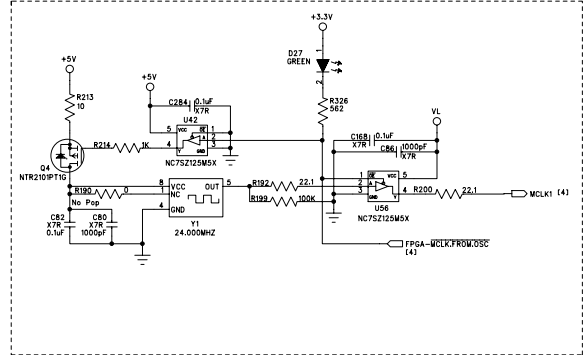 +3.3V
D27
GREEN
1
2
+5V
+5V
VL
R213
10
C284
0.1uF
X7R
U42
R326
562
C168
0.1uF
X7R
C86
1000pF
X7R
5
VCC
OE
1
A
2
4
Y
GND
3
NC7SZ125M5X
R214
1K
Q4
NTR2101PT1G
R190
0
No Pop
8
VCC
OUT
5
1
NC
4
GND
Y1
24.000MHZ
R192
22.1
R199
100K
1
OE
VCC
5
2
A
3
GND
Y
4
U56
NC7SZ125M5X
R200
22.1
MCLK1 [4]
C82
X7R
0.1uF
C80
X7R
1000pF
FPGA-MCLK.FROM.OSC
[4]